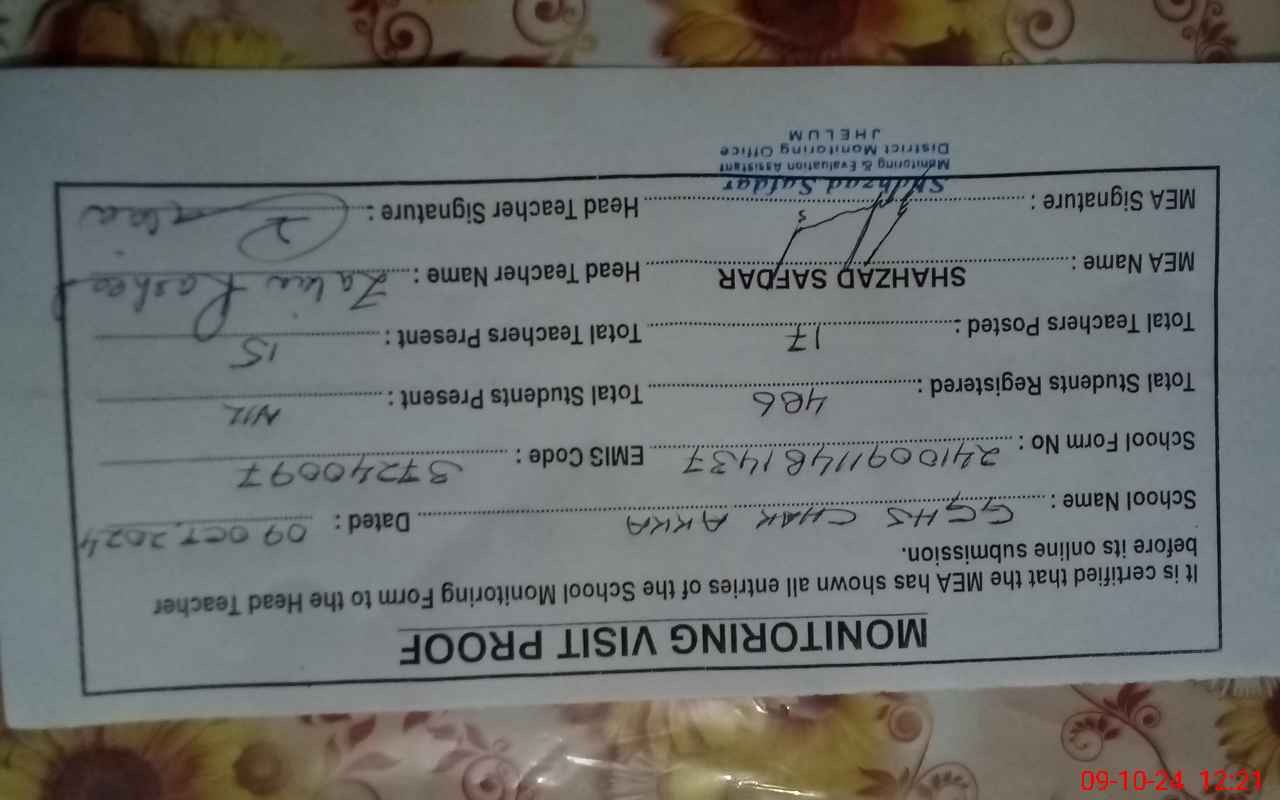 MONITORING VISIT PROOF
It is certified that the MEA has shown all entries of the School Monitoring Form to the Head Teacher
before its online submission.
School Name : GGHS CHAK AKKA Dated : 09 OCT, 2024
School Form No : 241009114B1437 EMIS Code : 37240097
Total Students Registered : 486 Total Students Present : NIL
Total Teachers Posted : 17 Total Teachers Present : 15
MEA Name : SHAHZAD SAFDAR Head Teacher Name :
MEA Signature : Head Teacher Signature :
Shahzad Safdar
Monitoring & Evaluation Assistant
District Monitoring Office
JHELUM
09-10-24 12:21